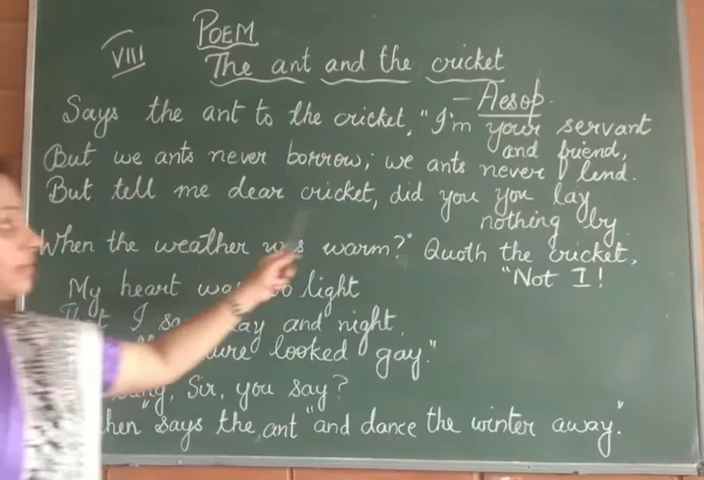 POEM
VIII
The ant and the cricket
- Aesop.
Says the ant to the cricket, "I'm your servant
and friend,
But we ants never borrow; we ants never lend.
But tell me dear cricket, did you you lay
nothing by
When the weather was warm?" Quoth the cricket,
"Not I!
My heart was so light
That I day and night,
looked gay."
Sir, you say?
says the ant "and dance the winter away".